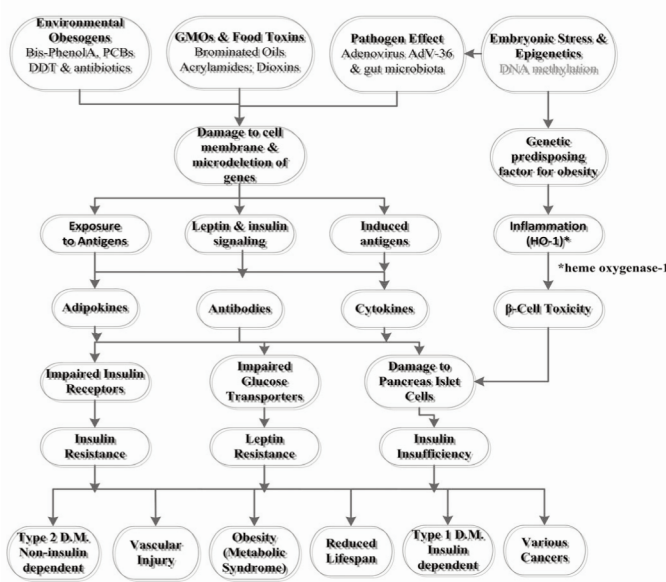 Environmental
Obesogens
Bis-PhenolA, PCBs
DDT & antibiotics
GMOs & Food Toxins
Brominated Oils
Acrylamides; Dioxins
Pathogen Effect
Adenovirus AdV-36
& gut microbiota
Embryonic Stress &
Epigenetics
DNA methylation
Damage to cell
membrane &
microdeletion of
genes
Genetic
predisposing
factor for obesity
Exposure
to Antigens
Leptin & insulin
signaling
Induced
antigens
Inflammation
(HO-1)*
*heme oxygenase-1
Adipokines
Antibodies
Cytokines
β-Cell Toxicity
Impaired Insulin
Receptors
Impaired
Glucose
Transporters
Damage to
Pancreas Islet
Cells
Insulin
Resistance
Leptin
Resistance
Insulin
Insufficiency
Type 2 D.M.
Non-insulin
dependent
Vascular
Injury
Obesity
(Metabolic
Syndrome)
Reduced
Lifespan
Type 1 D.M.
Insulin
dependent
Various
Cancers